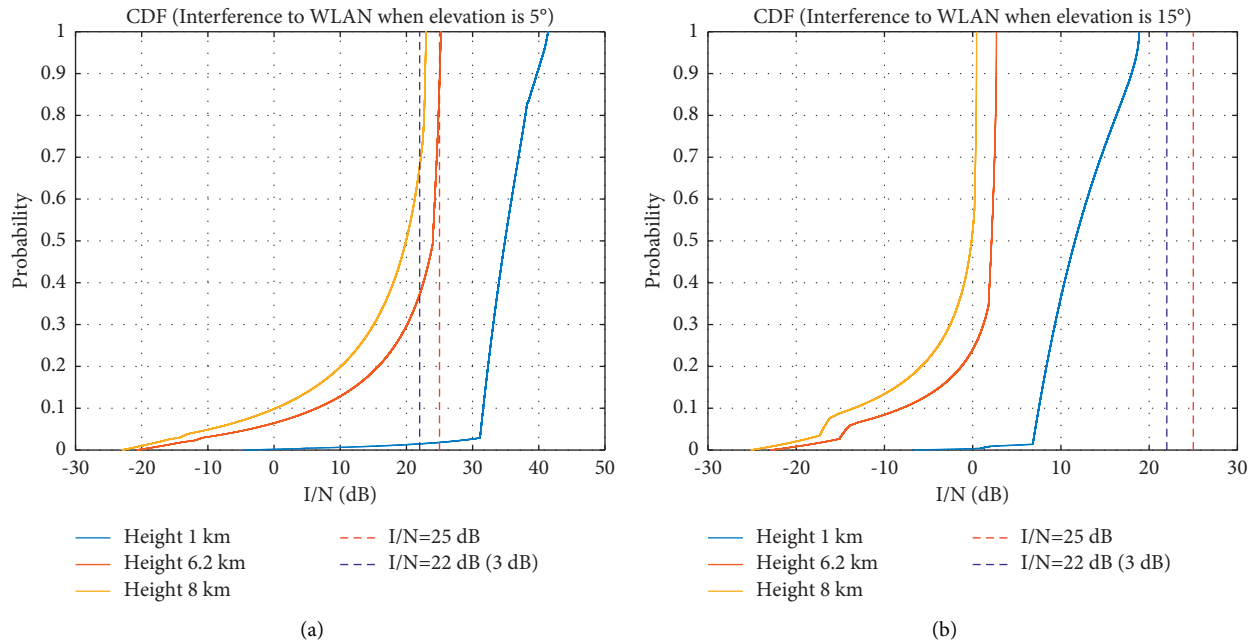 CDF (Interference to WLAN when elevation is 5°)
1
0.9
0.8
0.7
0.6
0.5
0.4
0.3
0.2
0.1
0
Probability
-30 -20 -10 0 10 20 30 40 50
I/N (dB)
Height 1 km
Height 6.2 km
Height 8 km
I/N=25 dB
I/N=22 dB (3 dB)
(a)
CDF (Interference to WLAN when elevation is 15°)
1
0.9
0.8
0.7
0.6
0.5
0.4
0.3
0.2
0.1
0
Probability
-30 -20 -10 0 10 20 30
I/N (dB)
Height 1 km
Height 6.2 km
Height 8 km
I/N=25 dB
I/N=22 dB (3 dB)
(b)